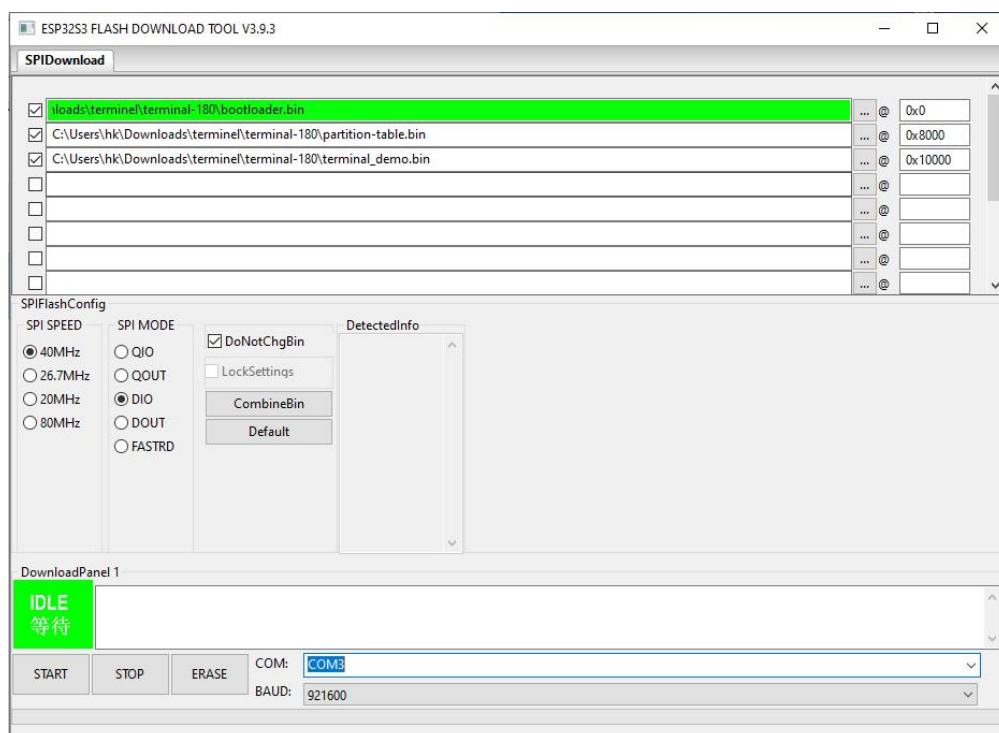 ESP32S3 FLASH DOWNLOAD TOOL V3.9.3
SPIDownload
ıloads\terminel\terminal-180\bootloader.bin ... @ 0x0
C:\Users\hk\Downloads\terminel\terminal-180\partition-table.bin ... @ 0x8000
C:\Users\hk\Downloads\terminel\terminal-180\terminal_demo.bin ... @ 0x10000
... @
... @
... @
... @
... @
SPIFlashConfig
SPI SPEED SPI MODE DetectedInfo
40MHz QIO DoNotChgBin
26.7MHz QOUT LockSettings
20MHz DIO CombineBin
80MHz DOUT Default
FASTRD
DownloadPanel 1
IDLE
等待
START STOP ERASE COM: COM3
BAUD: 921600